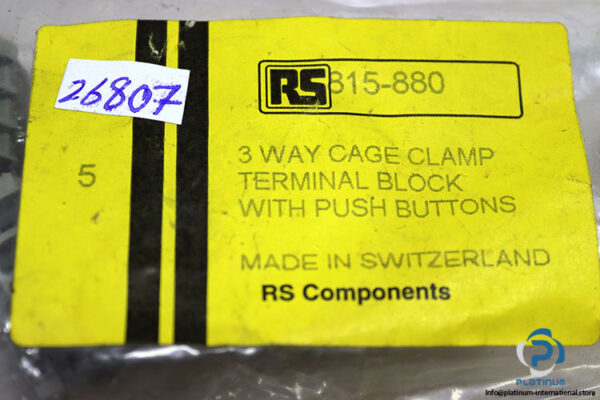 26807
RS 815-880
5
3 WAY CAGE CLAMP
TERMINAL BLOCK
WITH PUSH BUTTONS
MADE IN SWITZERLAND
RS Components
PLATINUM
info@platinum-international.store